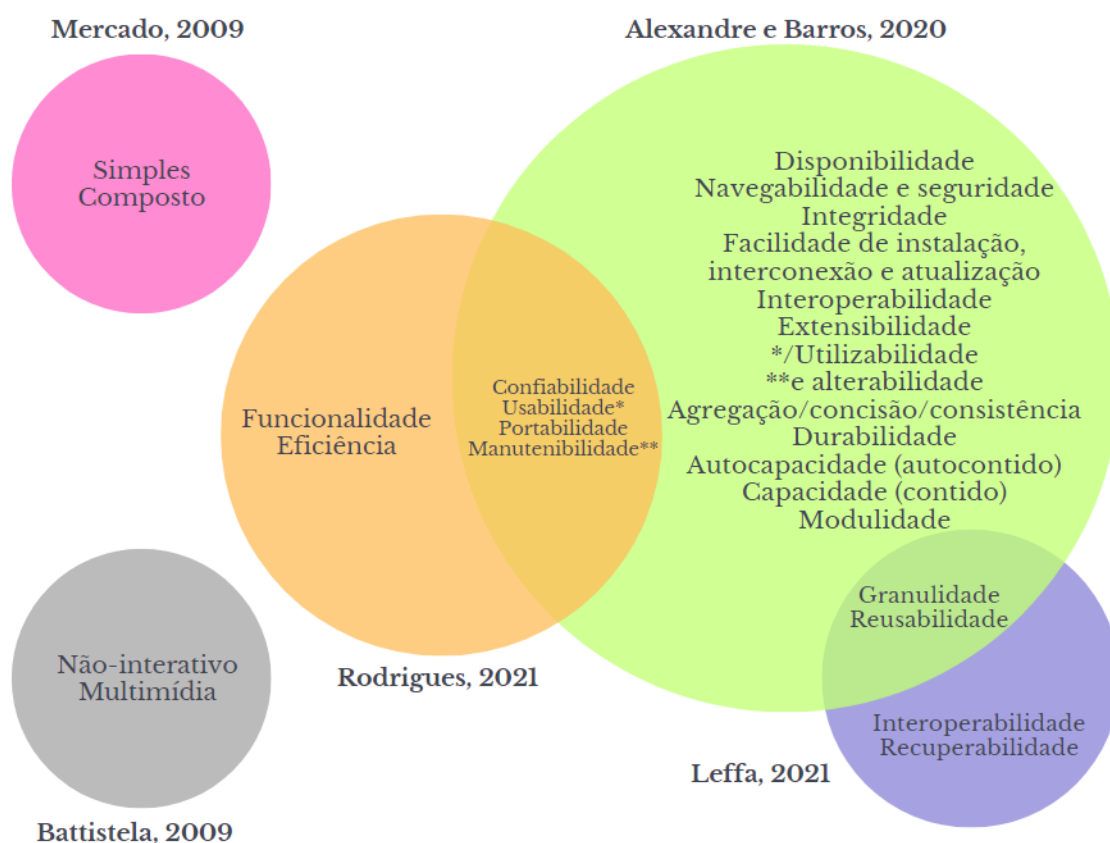 Mercado, 2009
Simples
Composto
Alexandre e Barros, 2020
Disponibilidade
Navegabilidade e seguridade
Integridade
Facilidade de instalação,
interconexão e atualização
Interoperabilidade
Extensibilidade
*/Utilizabilidade
**e alterabilidade
Agregação/concisão/consistência
Durabilidade
Autocapacidade (autocontido)
Capacidade (contido)
Modulidade
Funcionalidade
Eficiência
Confiabilidade
Usabilidade*
Portabilidade
Manutenibilidade**
Rodrigues, 2021
Granulidade
Reusabilidade
Interoperabilidade
Recuperabilidade
Leffa, 2021
Não-interativo
Multimídia
Battistela, 2009